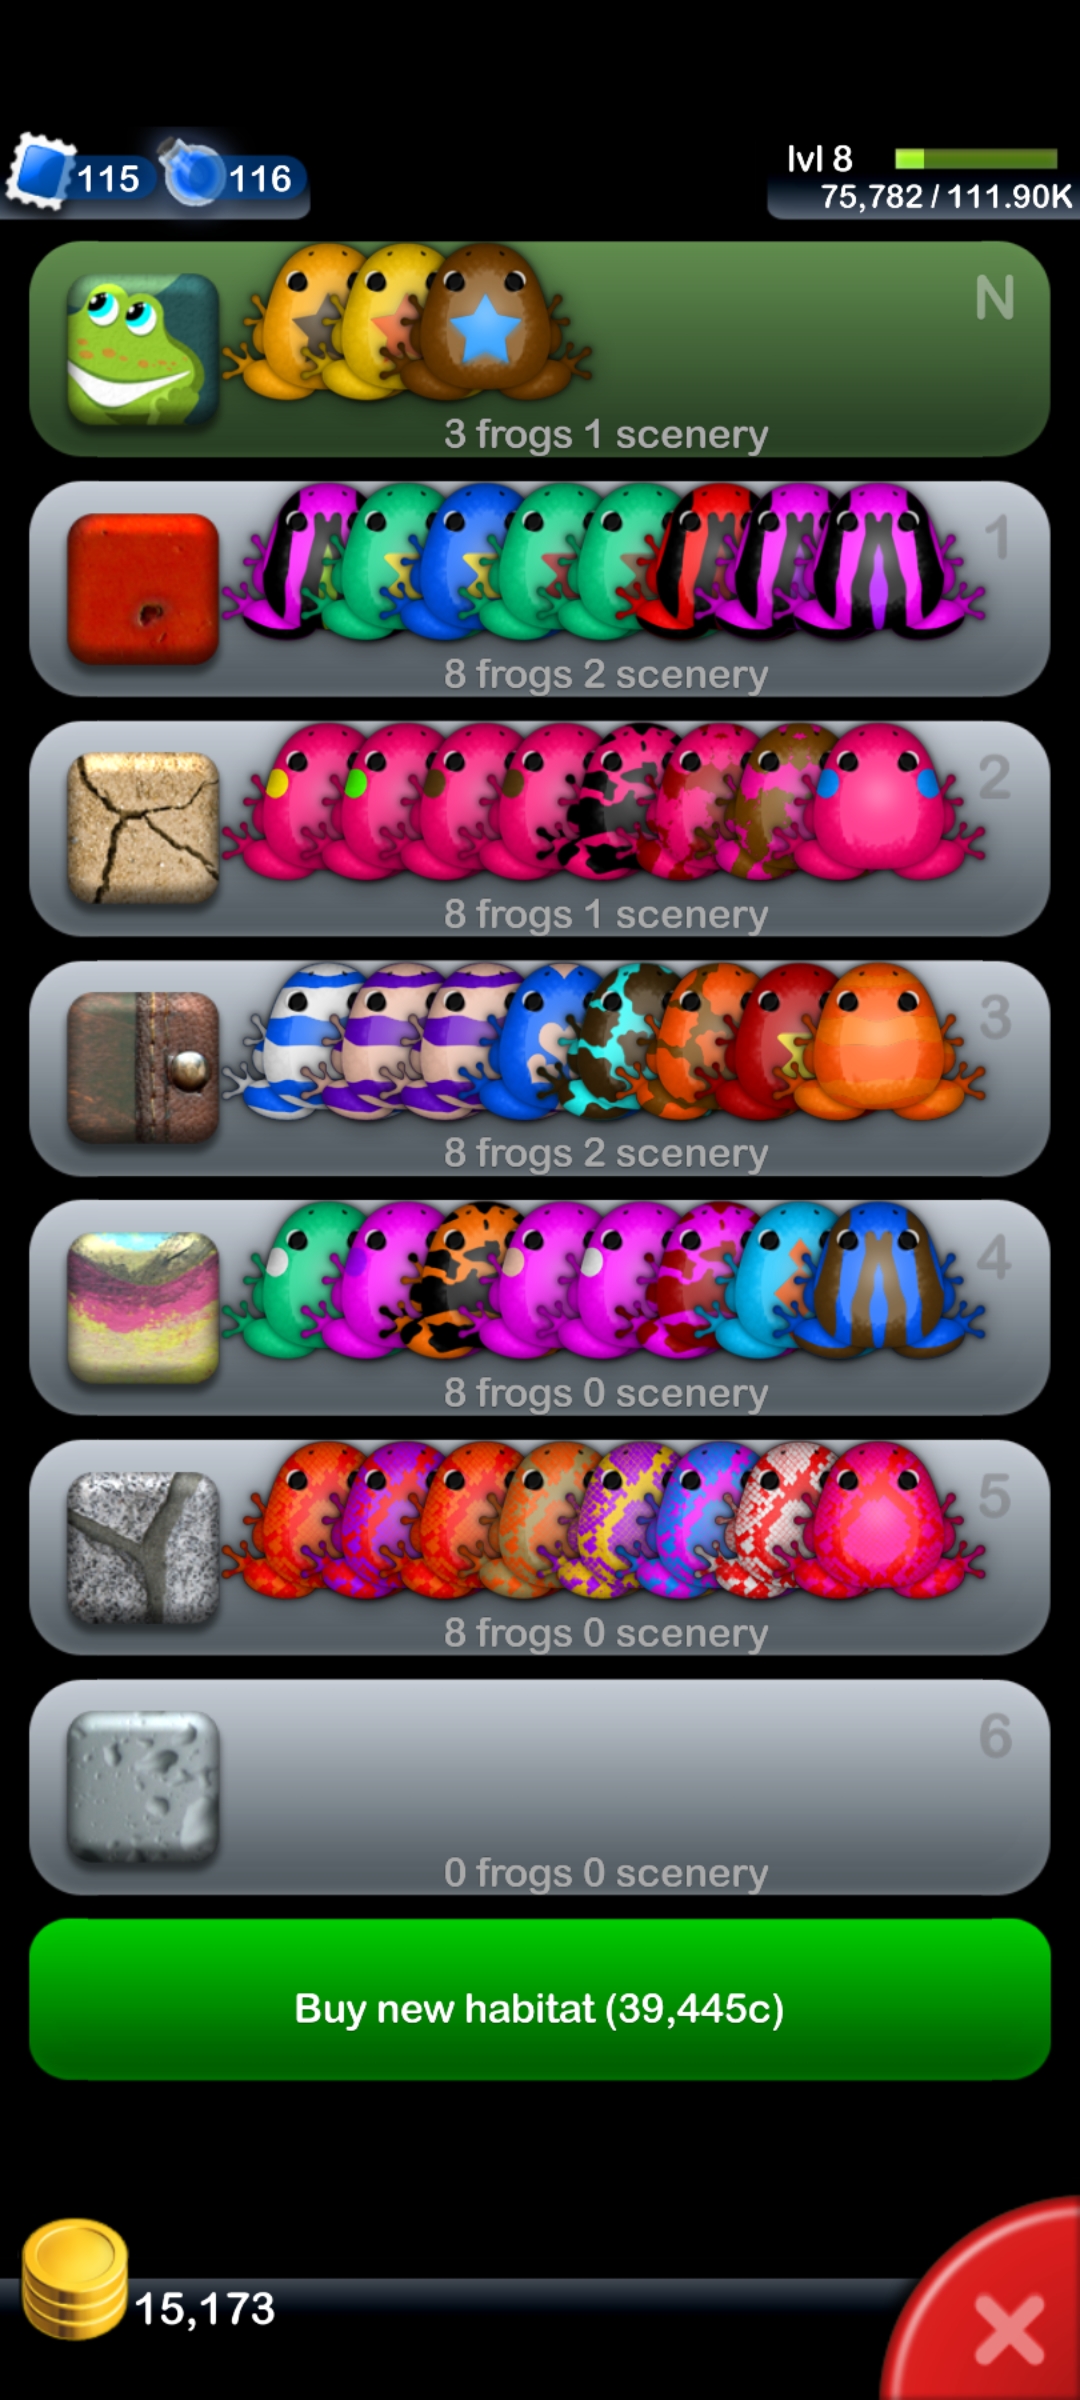 115
116
lvl 8
75,782 / 111.90K
N
3 frogs 1 scenery
1
8 frogs 2 scenery
2
8 frogs 1 scenery
3
8 frogs 2 scenery
4
8 frogs 0 scenery
5
8 frogs 0 scenery
6
0 frogs 0 scenery
Buy new habitat (39,445c)
15,173